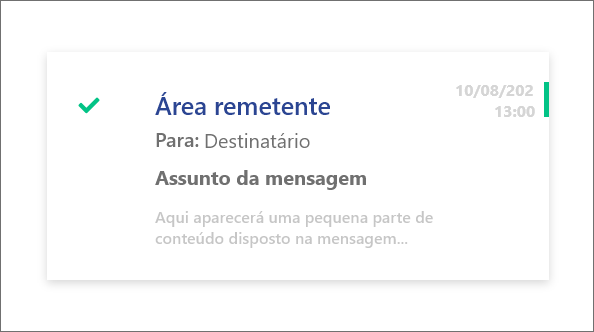 Área remetente
10/08/202
13:00
Para: Destinatário
Assunto da mensagem
Aqui aparecerá uma pequena parte de
conteúdo disposto na mensagem...